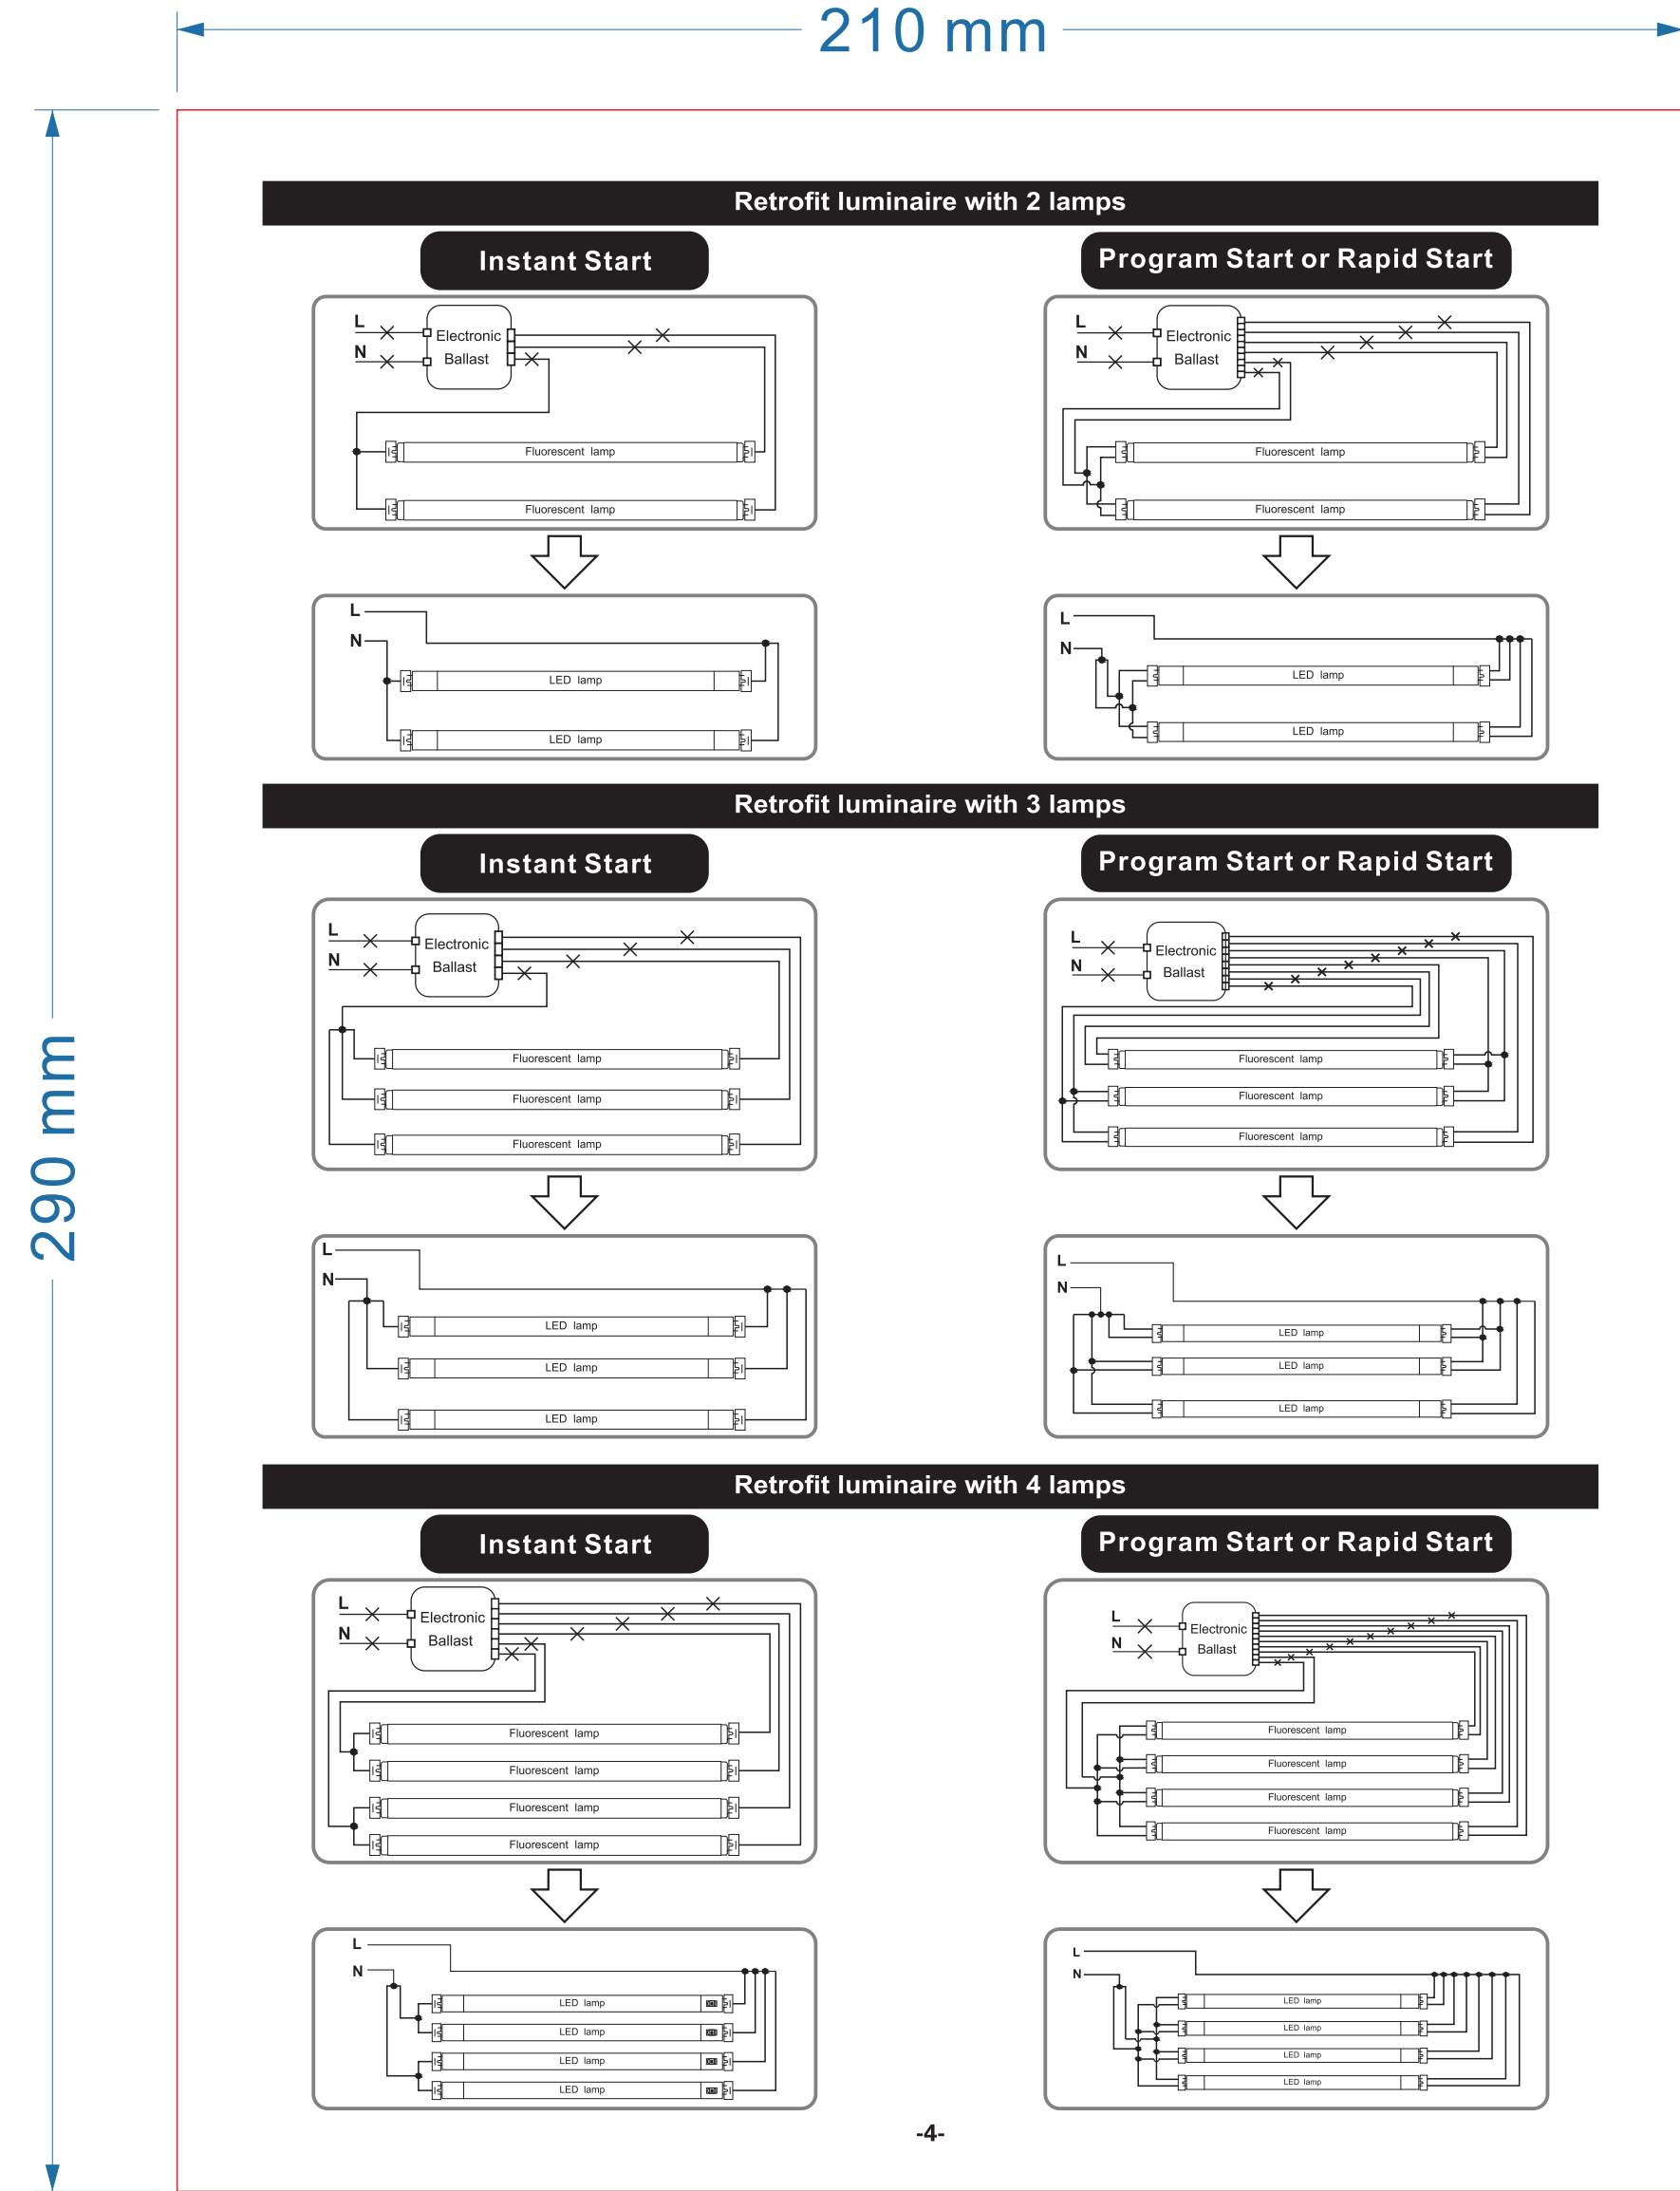 210 mm
290 mm
Retrofit luminaire with 2 lamps
Instant Start
Program Start or Rapid Start
L
N
Electronic
Ballast
Fluorescent lamp
Fluorescent lamp
L
N
Electronic
Ballast
Fluorescent lamp
Fluorescent lamp
L
N
LED lamp
LED lamp
L
N
LED lamp
LED lamp
Retrofit luminaire with 3 lamps
Instant Start
Program Start or Rapid Start
L
N
Electronic
Ballast
Fluorescent lamp
Fluorescent lamp
Fluorescent lamp
L
N
Electronic
Ballast
Fluorescent lamp
Fluorescent lamp
Fluorescent lamp
L
N
LED lamp
LED lamp
LED lamp
L
N
LED lamp
LED lamp
LED lamp
Retrofit luminaire with 4 lamps
Instant Start
Program Start or Rapid Start
L
N
Electronic
Ballast
Fluorescent lamp
Fluorescent lamp
Fluorescent lamp
Fluorescent lamp
L
N
Electronic
Ballast
Fluorescent lamp
Fluorescent lamp
Fluorescent lamp
Fluorescent lamp
L
N
LED lamp
LED lamp
LED lamp
LED lamp
L
N
LED lamp
LED lamp
LED lamp
LED lamp
-4-